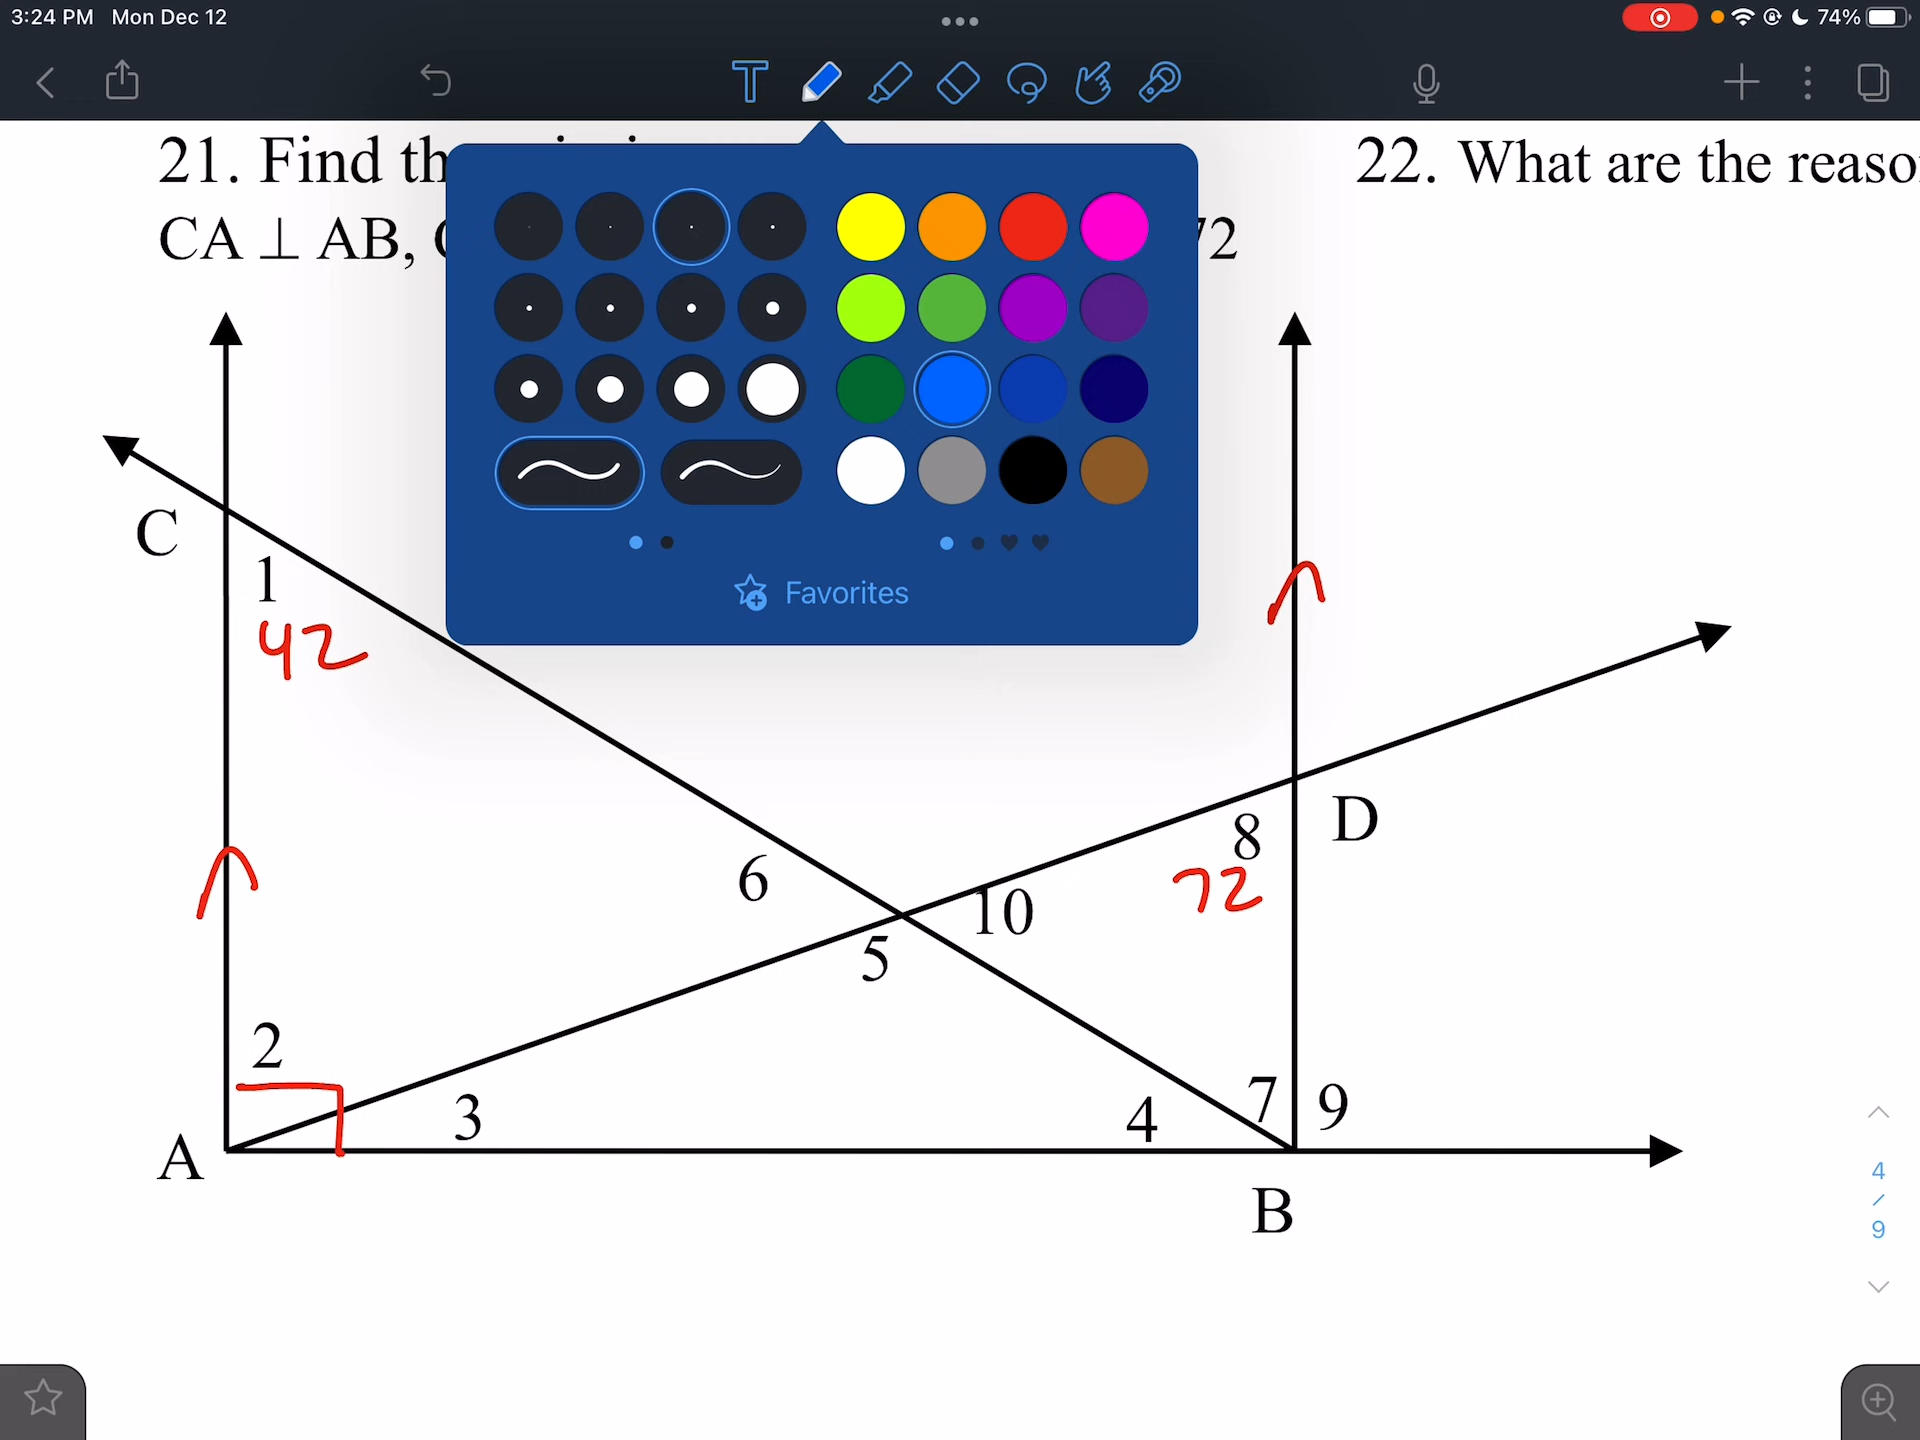 3:24 PM Mon Dec 12
74%
21. Find th
22. What are the reaso
CA ⊥ AB,
72
C
1
42
Favorites
D
8
72
6
10
5
2
3
4
7
9
A
B
4
/
9